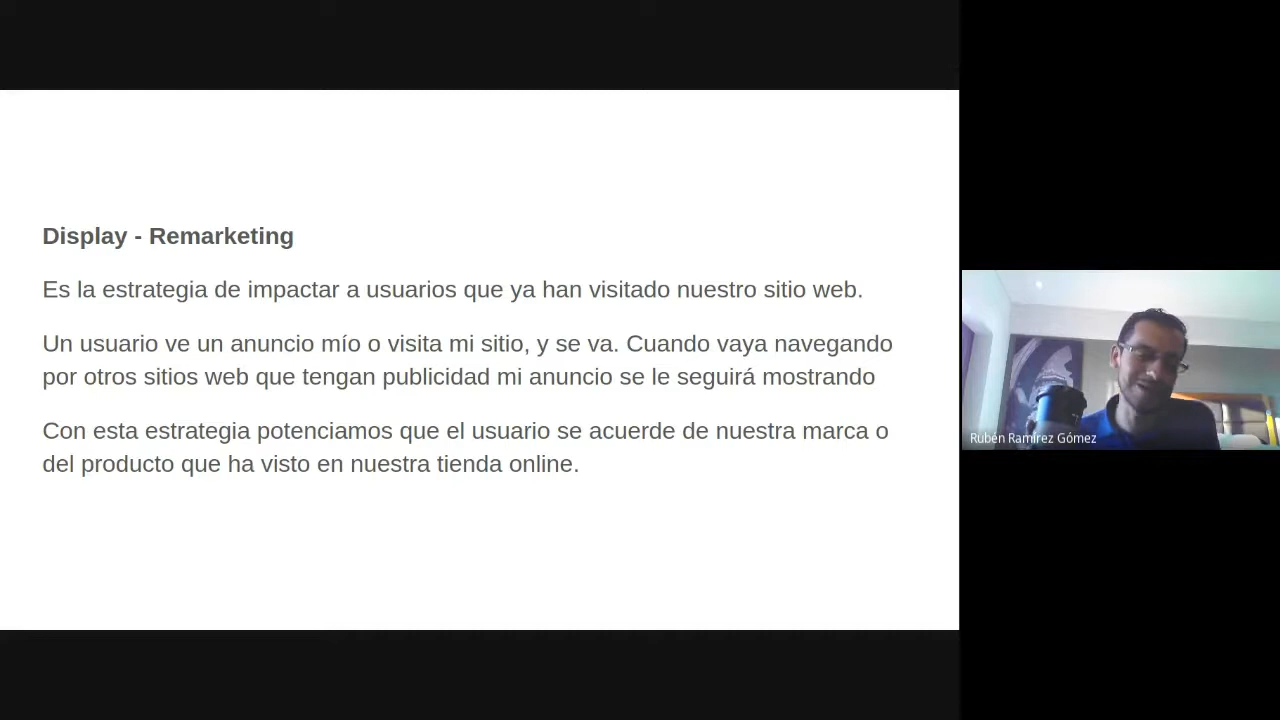 Display - Remarketing
Es la estrategia de impactar a usuarios que ya han visitado nuestro sitio web.
Un usuario ve un anuncio mío o visita mi sitio, y se va. Cuando vaya navegando
por otros sitios web que tengan publicidad mi anuncio se le seguirá mostrando
Con esta estrategia potenciamos que el usuario se acuerde de nuestra marca o
del producto que ha visto en nuestra tienda online.
Rubén Ramírez Gómez